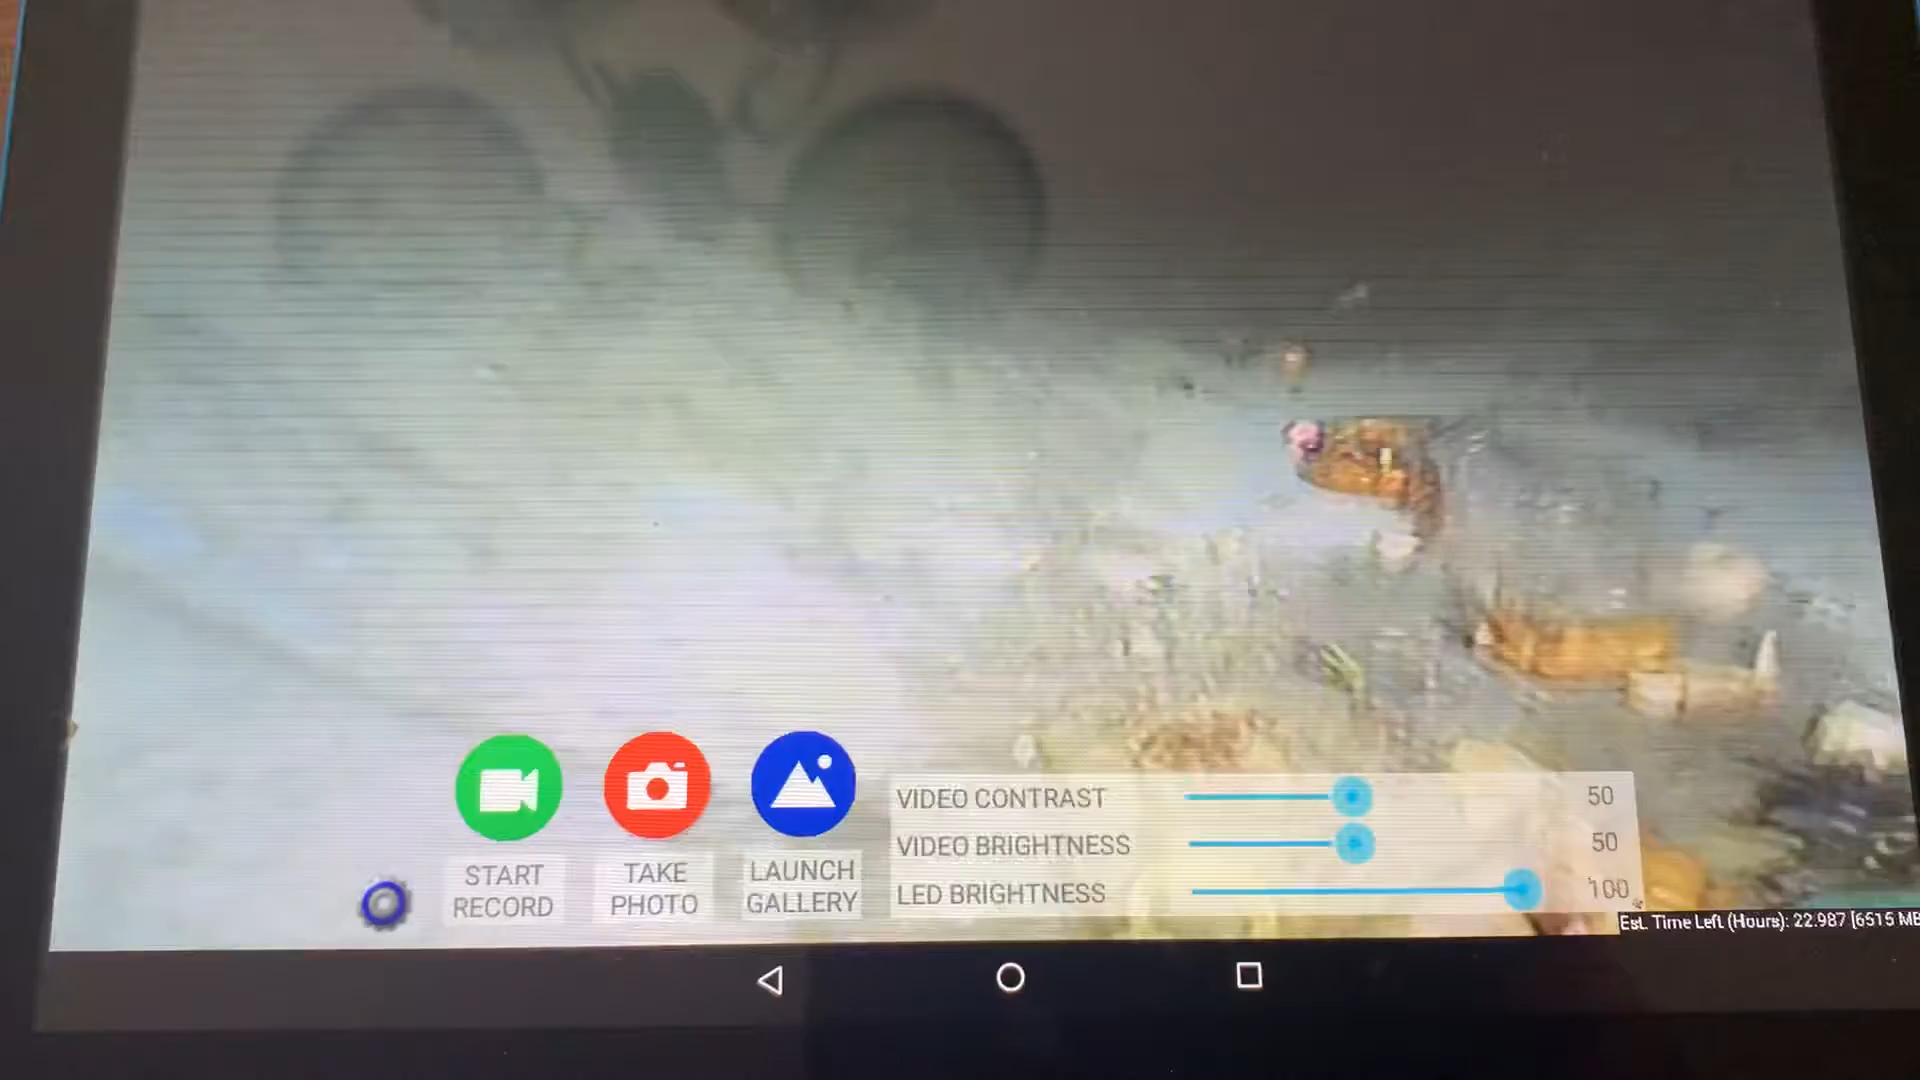 START
RECORD
TAKE
PHOTO
LAUNCH
GALLERY
VIDEO CONTRAST 50
VIDEO BRIGHTNESS 50
LED BRIGHTNESS 100
Est. Time Left (Hours): 22.987 [6515 MB